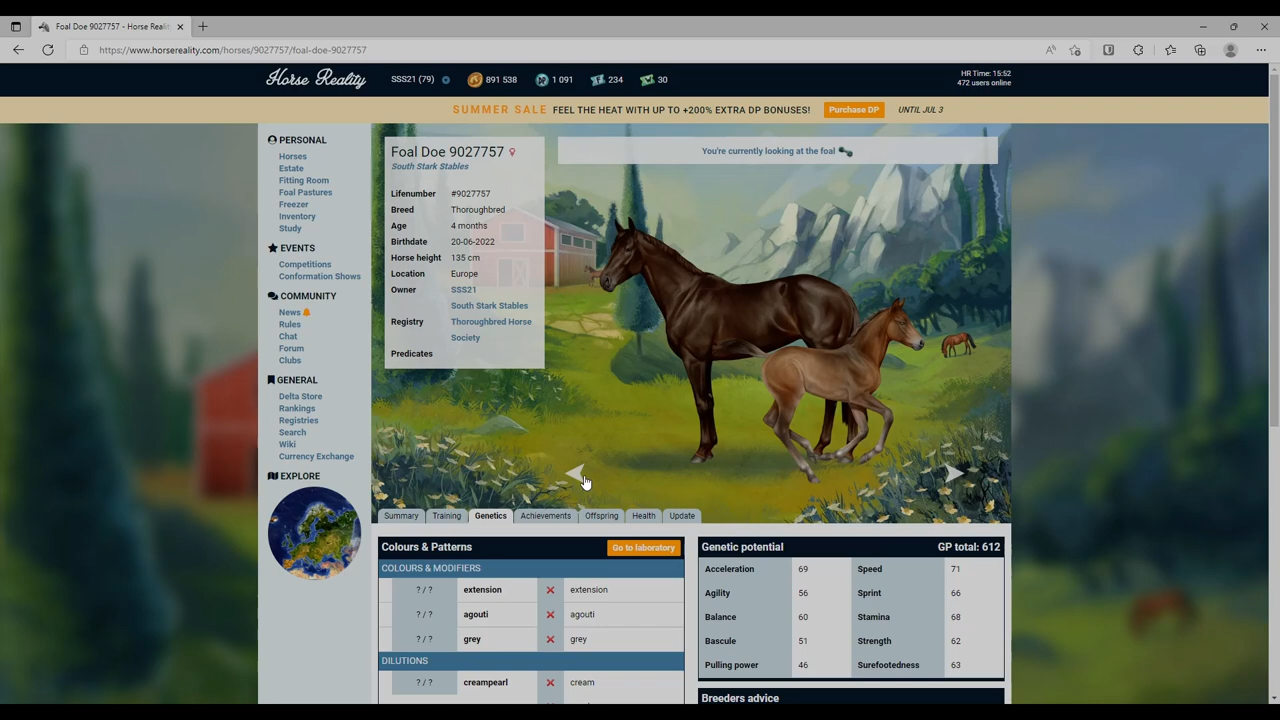 Foal Doe 9027757 - Horse Reality
https://www.horsereality.com/horses/9027757/foal-doe-9027757
Horse Reality
SSS21 (79)
891 538
1 091
234
30
HR Time: 15:52
472 users online
SUMMER SALE FEEL THE HEAT WITH UP TO +200% EXTRA DP BONUSES! Purchase DP UNTIL JUL 3
PERSONAL
Horses
Estate
Fitting Room
Foal Pastures
Freezer
Inventory
Study
EVENTS
Competitions
Conformation Shows
COMMUNITY
News
Rules
Chat
Forum
Clubs
GENERAL
Delta Store
Rankings
Registries
Search
Wiki
Currency Exchange
EXPLORE
Foal Doe 9027757
South Stark Stables
Lifenumber #9027757
Breed Thoroughbred
Age 4 months
Birthdate 20-06-2022
Horse height 135 cm
Location Europe
Owner SSS21
South Stark Stables
Registry Thoroughbred Horse
Society
Predicates
You're currently looking at the foal
Summary Training Genetics Achievements Offspring Health Update
Colours & Patterns Go to laboratory
COLOURS & MODIFIERS
? / ? extension extension
? / ? agouti agouti
? / ? grey grey
DILUTIONS
? / ? creampearl cream
Genetic potential GP total: 612
Acceleration 69 Speed 71
Agility 56 Sprint 66
Balance 60 Stamina 68
Bascule 51 Strength 62
Pulling power 46 Surefootedness 63
Breeders advice